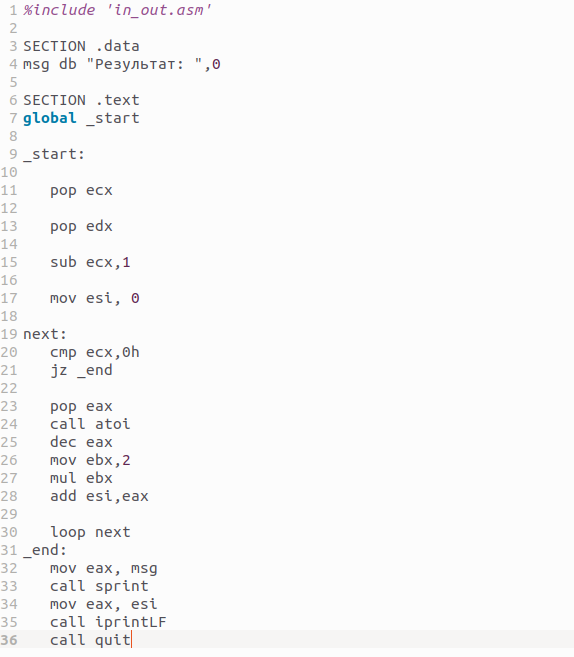 1 %include 'in_out.asm'
2
3 SECTION .data
4 msg db "Результат: ",0
5
6 SECTION .text
7 global _start
8
9 _start:
10
11    pop ecx
12
13    pop edx
14
15    sub ecx,1
16
17    mov esi, 0
18
19 next:
20    cmp ecx,0h
21    jz _end
22
23    pop eax
24    call atoi
25    dec eax
26    mov ebx,2
27    mul ebx
28    add esi,eax
29
30    loop next
31 _end:
32    mov eax, msg
33    call sprint
34    mov eax, esi
35    call iprintLF
36    call quit